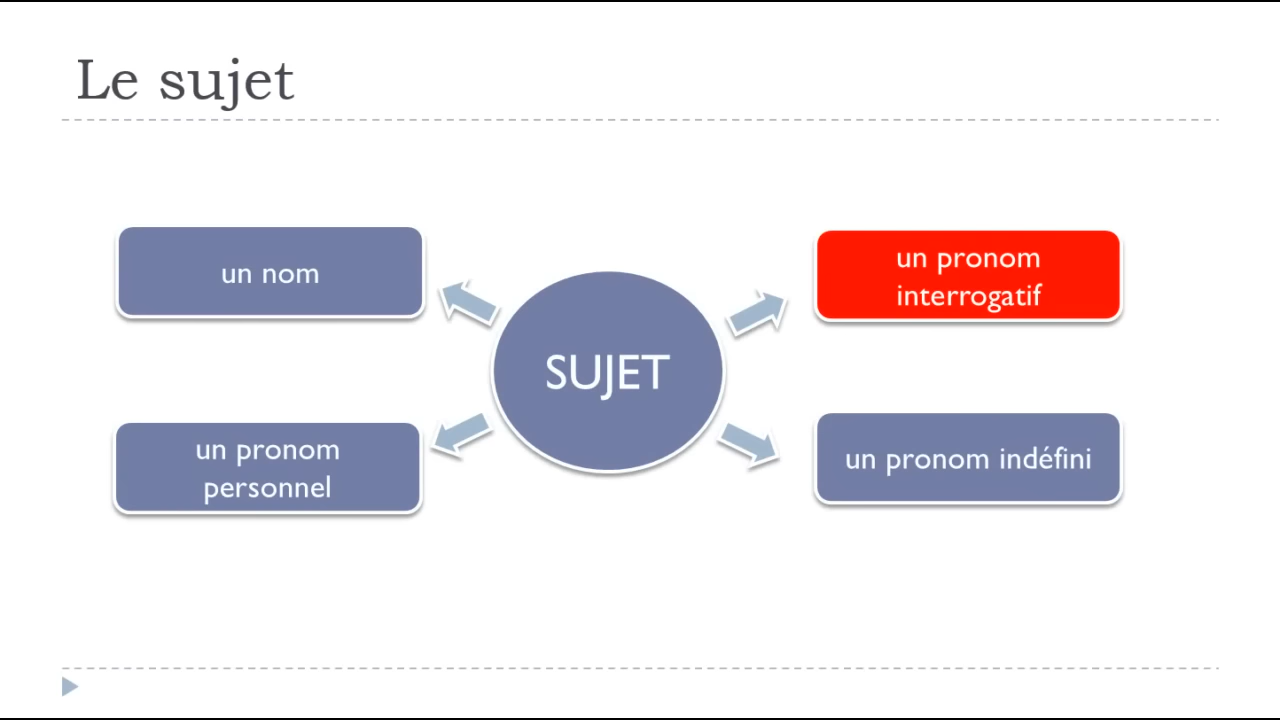 Le sujet
un nom
un pronom
interrogatif
SUJET
un pronom
personnel
un pronom indéfini